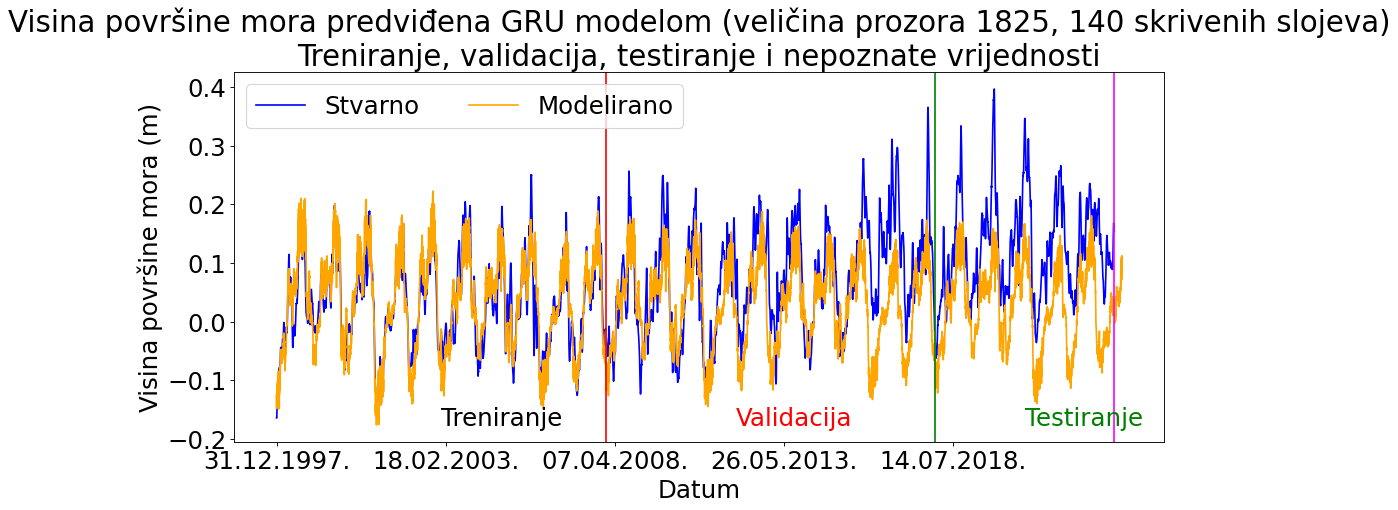 Visina površine mora predviđena GRU modelom (veličina prozora 1825, 140 skrivenih slojeva)
Treniranje, validacija, testiranje i nepoznate vrijednosti
Stvarno Modelirano
Visina površine mora (m)
0.4
0.3
0.2
0.1
0.0
−0.1
−0.2
Treniranje Validacija Testiranje
31.12.1997. 18.02.2003. 07.04.2008. 26.05.2013. 14.07.2018.
Datum